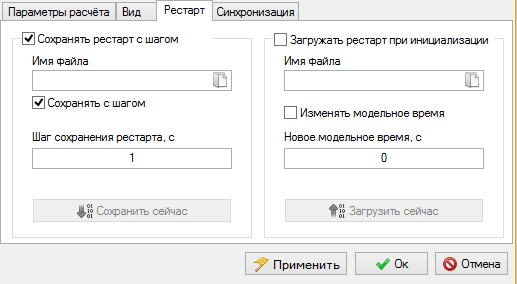 Параметры расчёта
Вид
Рестарт
Синхронизация
Сохранять рестарт с шагом
Имя файла
Сохранять с шагом
Шаг сохранения рестарта, с
1
Сохранить сейчас
Загружать рестарт при инициализации
Имя файла
Изменять модельное время
Новое модельное время, с
0
Загрузить сейчас
Применить
Ок
Отмена